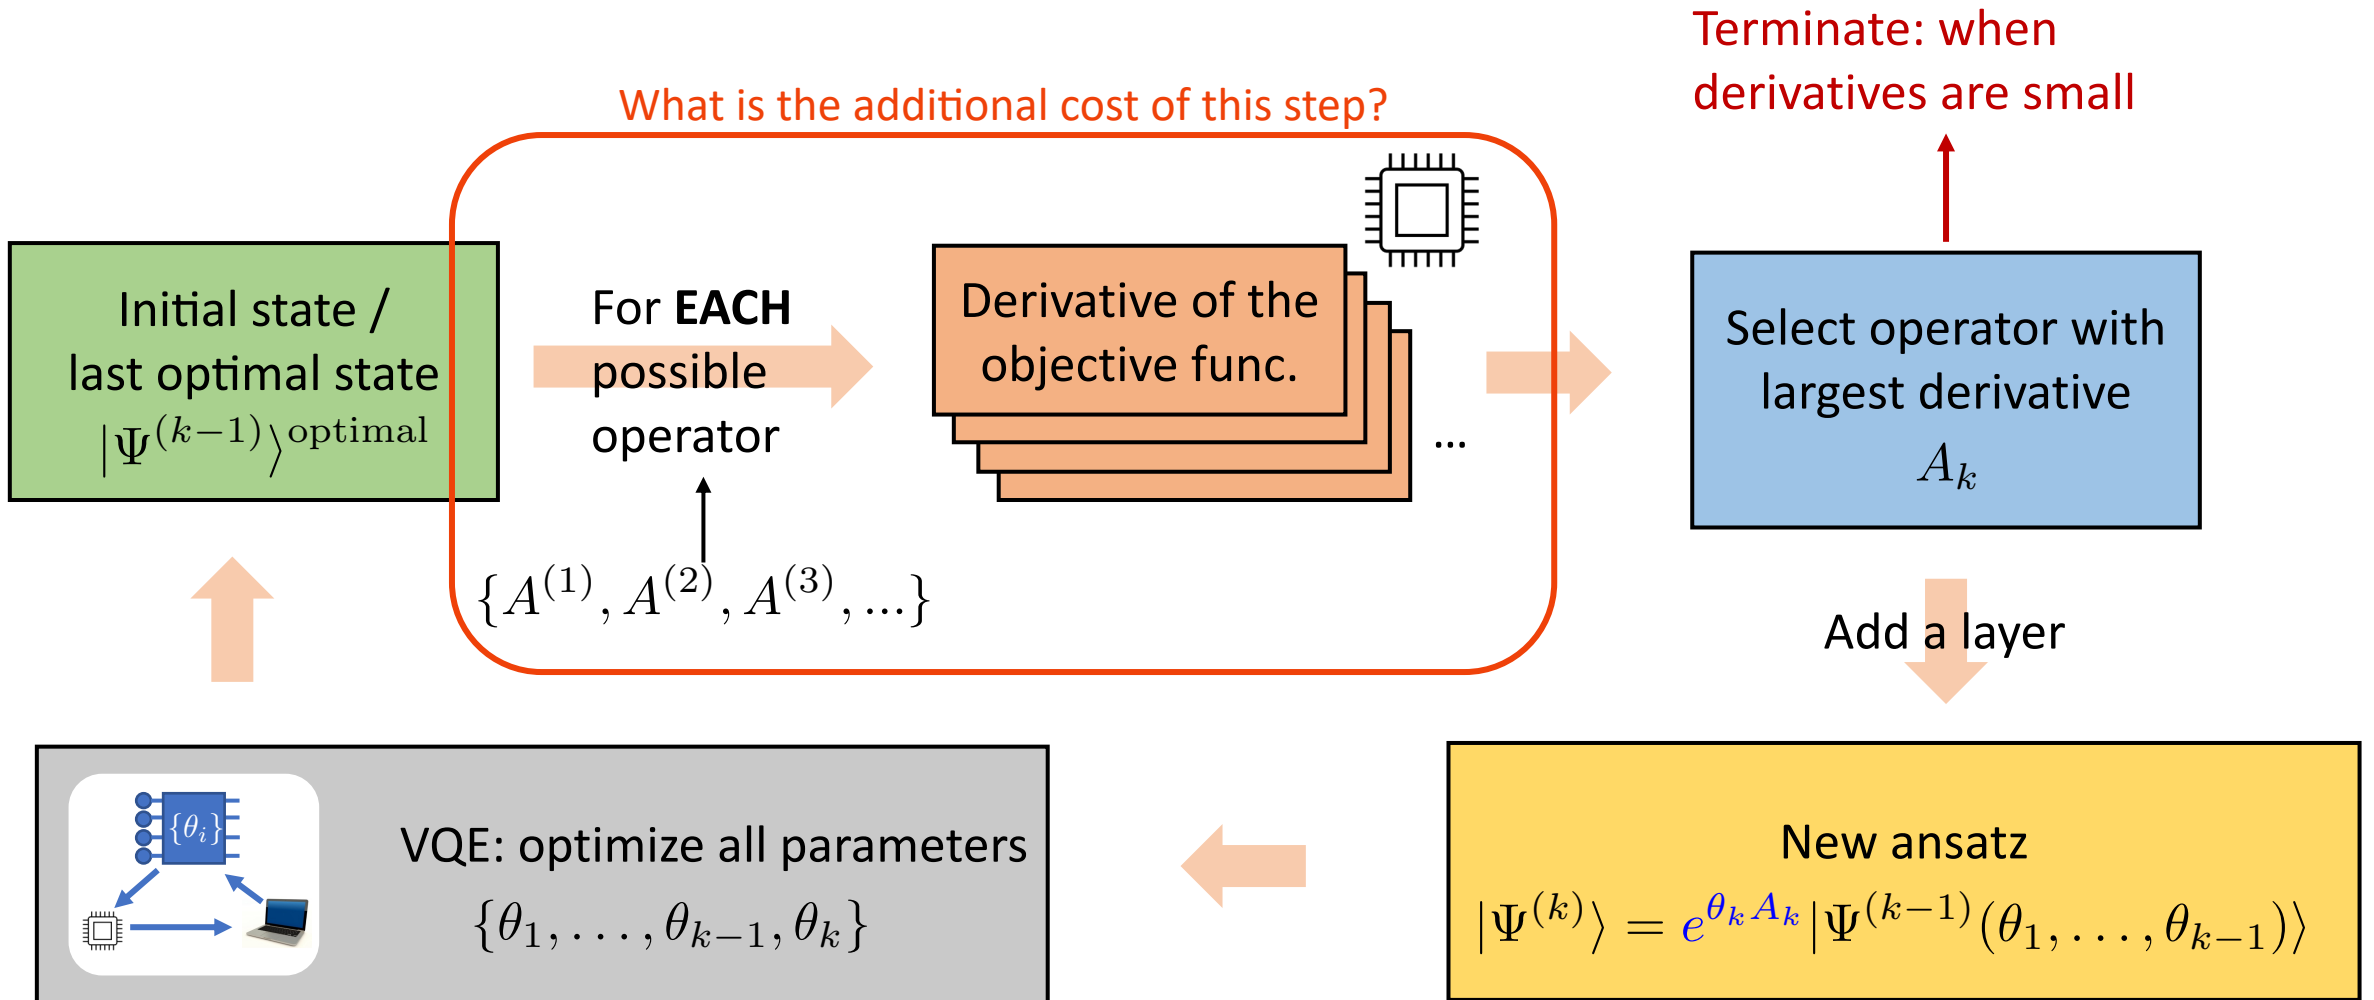 Terminate: when
derivatives are small
What is the additional cost of this step?
Initial state /
last optimal state
|Ψ^{(k−1)}⟩^{optimal}
For EACH
possible
operator
{A^{(1)}, A^{(2)}, A^{(3)}, ...}
Derivative of the
objective func.
...
Select operator with
largest derivative
A_k
Add a layer
New ansatz
|Ψ^{(k)}⟩ = e^{θ_k A_k}|Ψ^{(k−1)}(θ_1, . . . , θ_{k−1})⟩
{θ_i}
VQE: optimize all parameters
{θ_1, . . . , θ_{k−1}, θ_k}